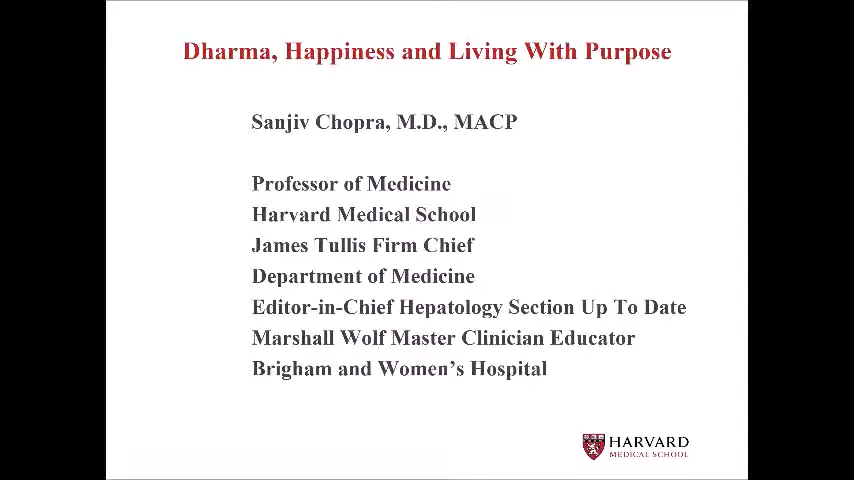 Dharma, Happiness and Living With Purpose
Sanjiv Chopra, M.D., MACP
Professor of Medicine
Harvard Medical School
James Tullis Firm Chief
Department of Medicine
Editor-in-Chief Hepatology Section Up To Date
Marshall Wolf Master Clinician Educator
Brigham and Women’s Hospital
HARVARD
MEDICAL SCHOOL